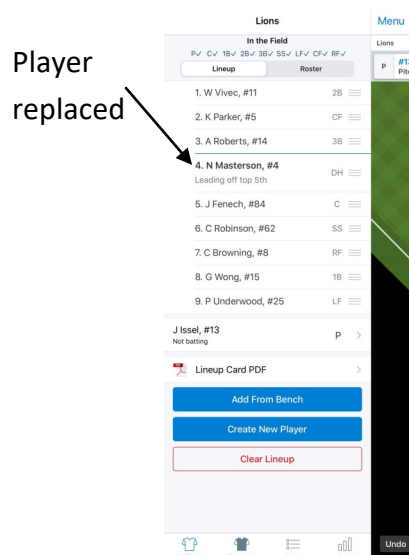 Player
replaced
Lions
In the Field
P✓ C✓ 1B✓ 2B✓ 3B✓ SS✓ LF✓ CF✓ RF✓
Lineup Roster
1. W Vivec, #11 2B
2. K Parker, #5 CF
3. A Roberts, #14 3B
4. N Masterson, #4 DH
Leading off top 5th
5. J Fenech, #84 C
6. C Robinson, #62 SS
7. C Browning, #8 RF
8. G Wong, #15 1B
9. P Underwood, #25 LF
J Issel, #13 P
Not batting
Lineup Card PDF
Add From Bench
Create New Player
Clear Lineup
Menu
Lions
P #13
Pitc
Undo